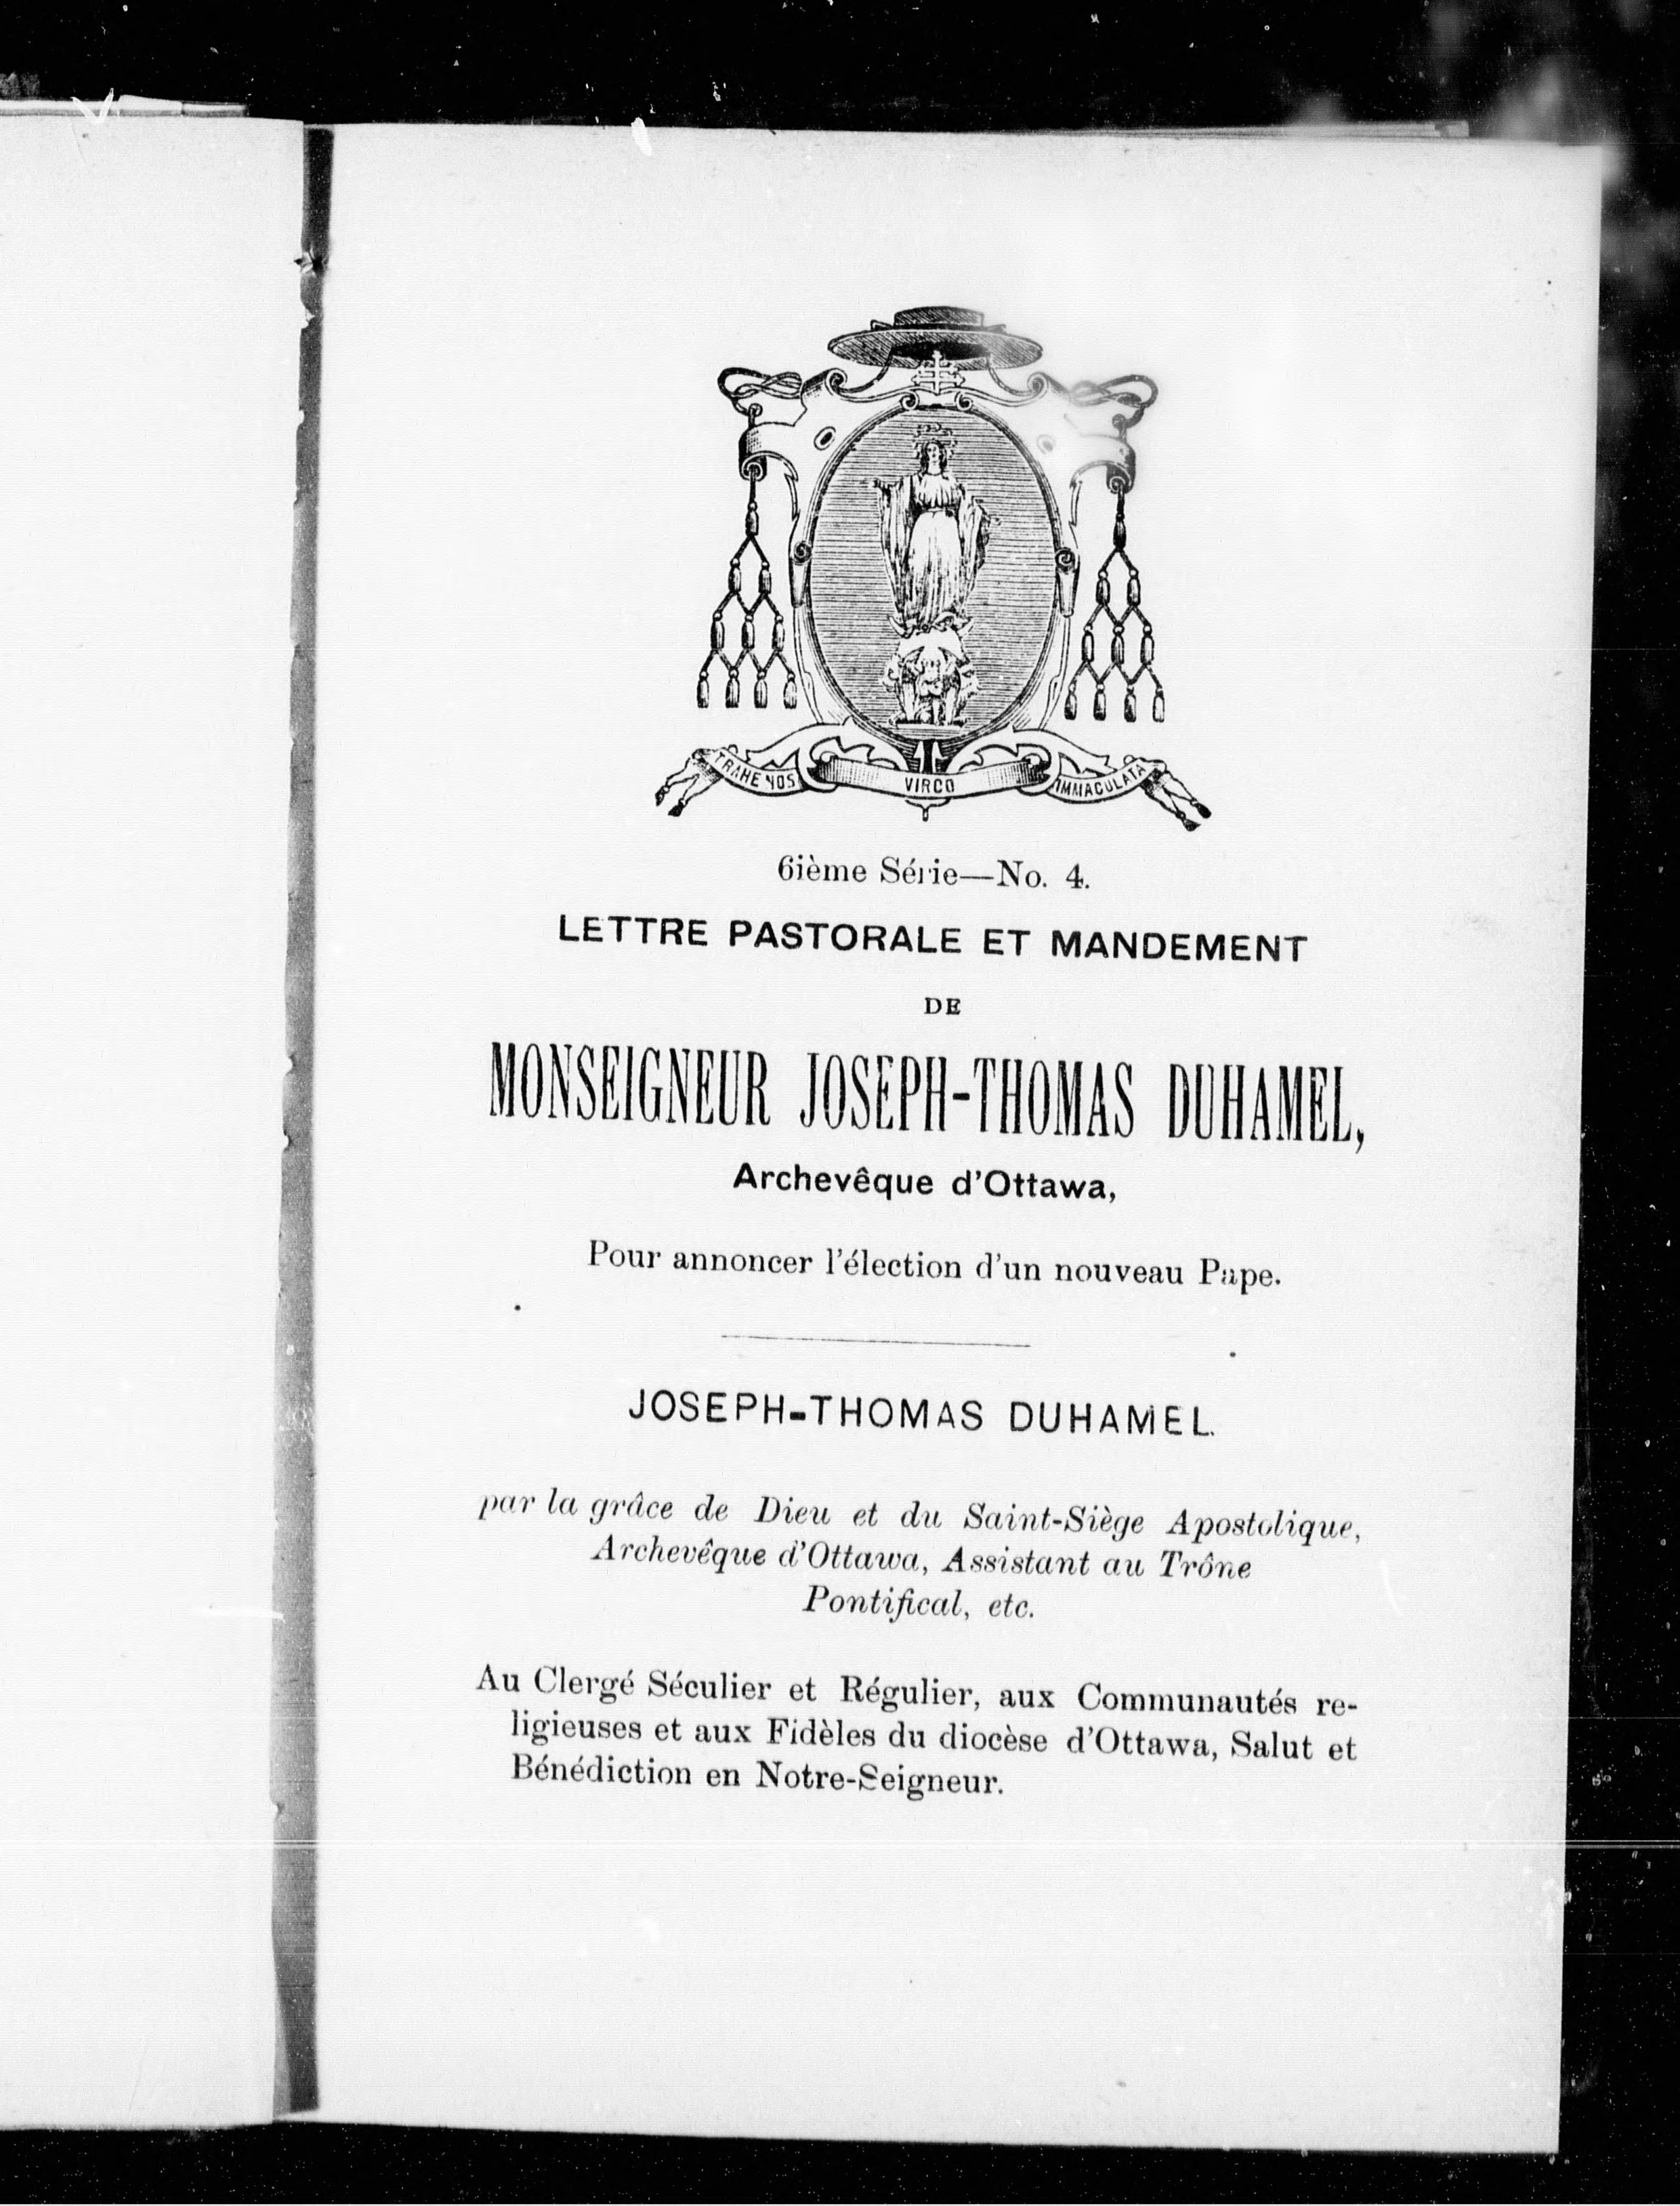 TRAHE NOS VIRGO IMMACULATA
6ième Série—No. 4.
LETTRE PASTORALE ET MANDEMENT
DE
MONSEIGNEUR JOSEPH-THOMAS DUHAMEL,
Archevêque d'Ottawa,
Pour annoncer l'élection d'un nouveau Pape.
JOSEPH-THOMAS DUHAMEL.
par la grâce de Dieu et du Saint-Siège Apostolique,
Archevêque d'Ottawa, Assistant au Trône
Pontifical, etc.
Au Clergé Séculier et Régulier, aux Communautés re-
ligieuses et aux Fidèles du diocèse d'Ottawa, Salut et
Bénédiction en Notre-Seigneur.